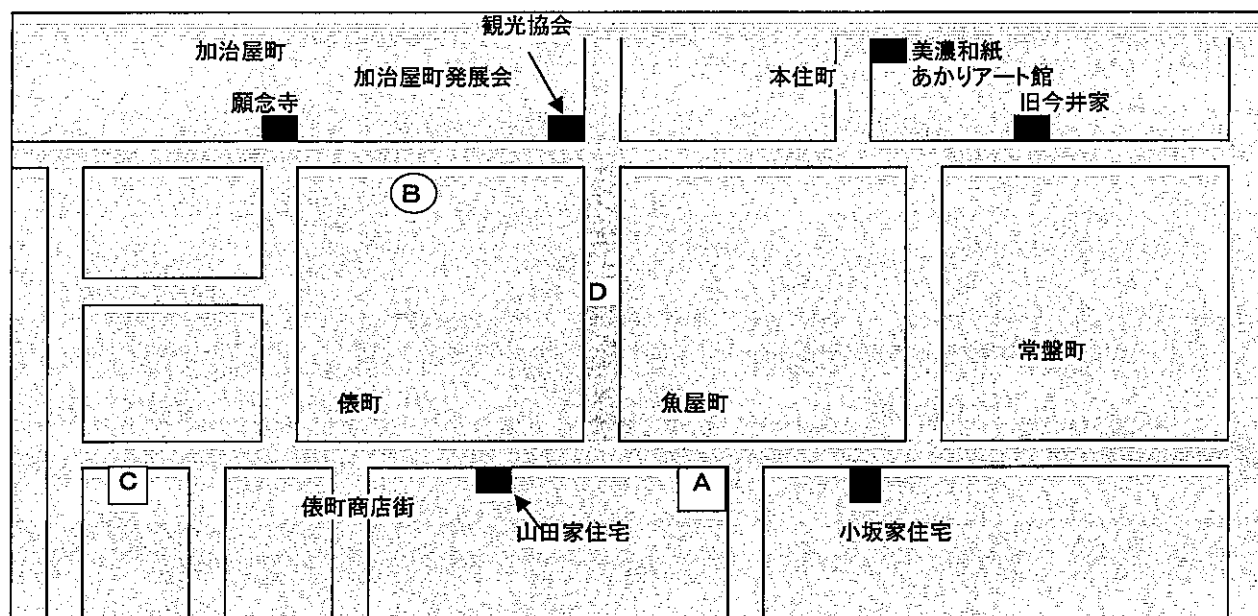 観光協会
加治屋町
加治屋町発展会
本住町
美濃和紙
あかりアート館
願念寺
旧今井家
B
D
常盤町
俵町
魚屋町
C
A
俵町商店街
山田家住宅
小坂家住宅